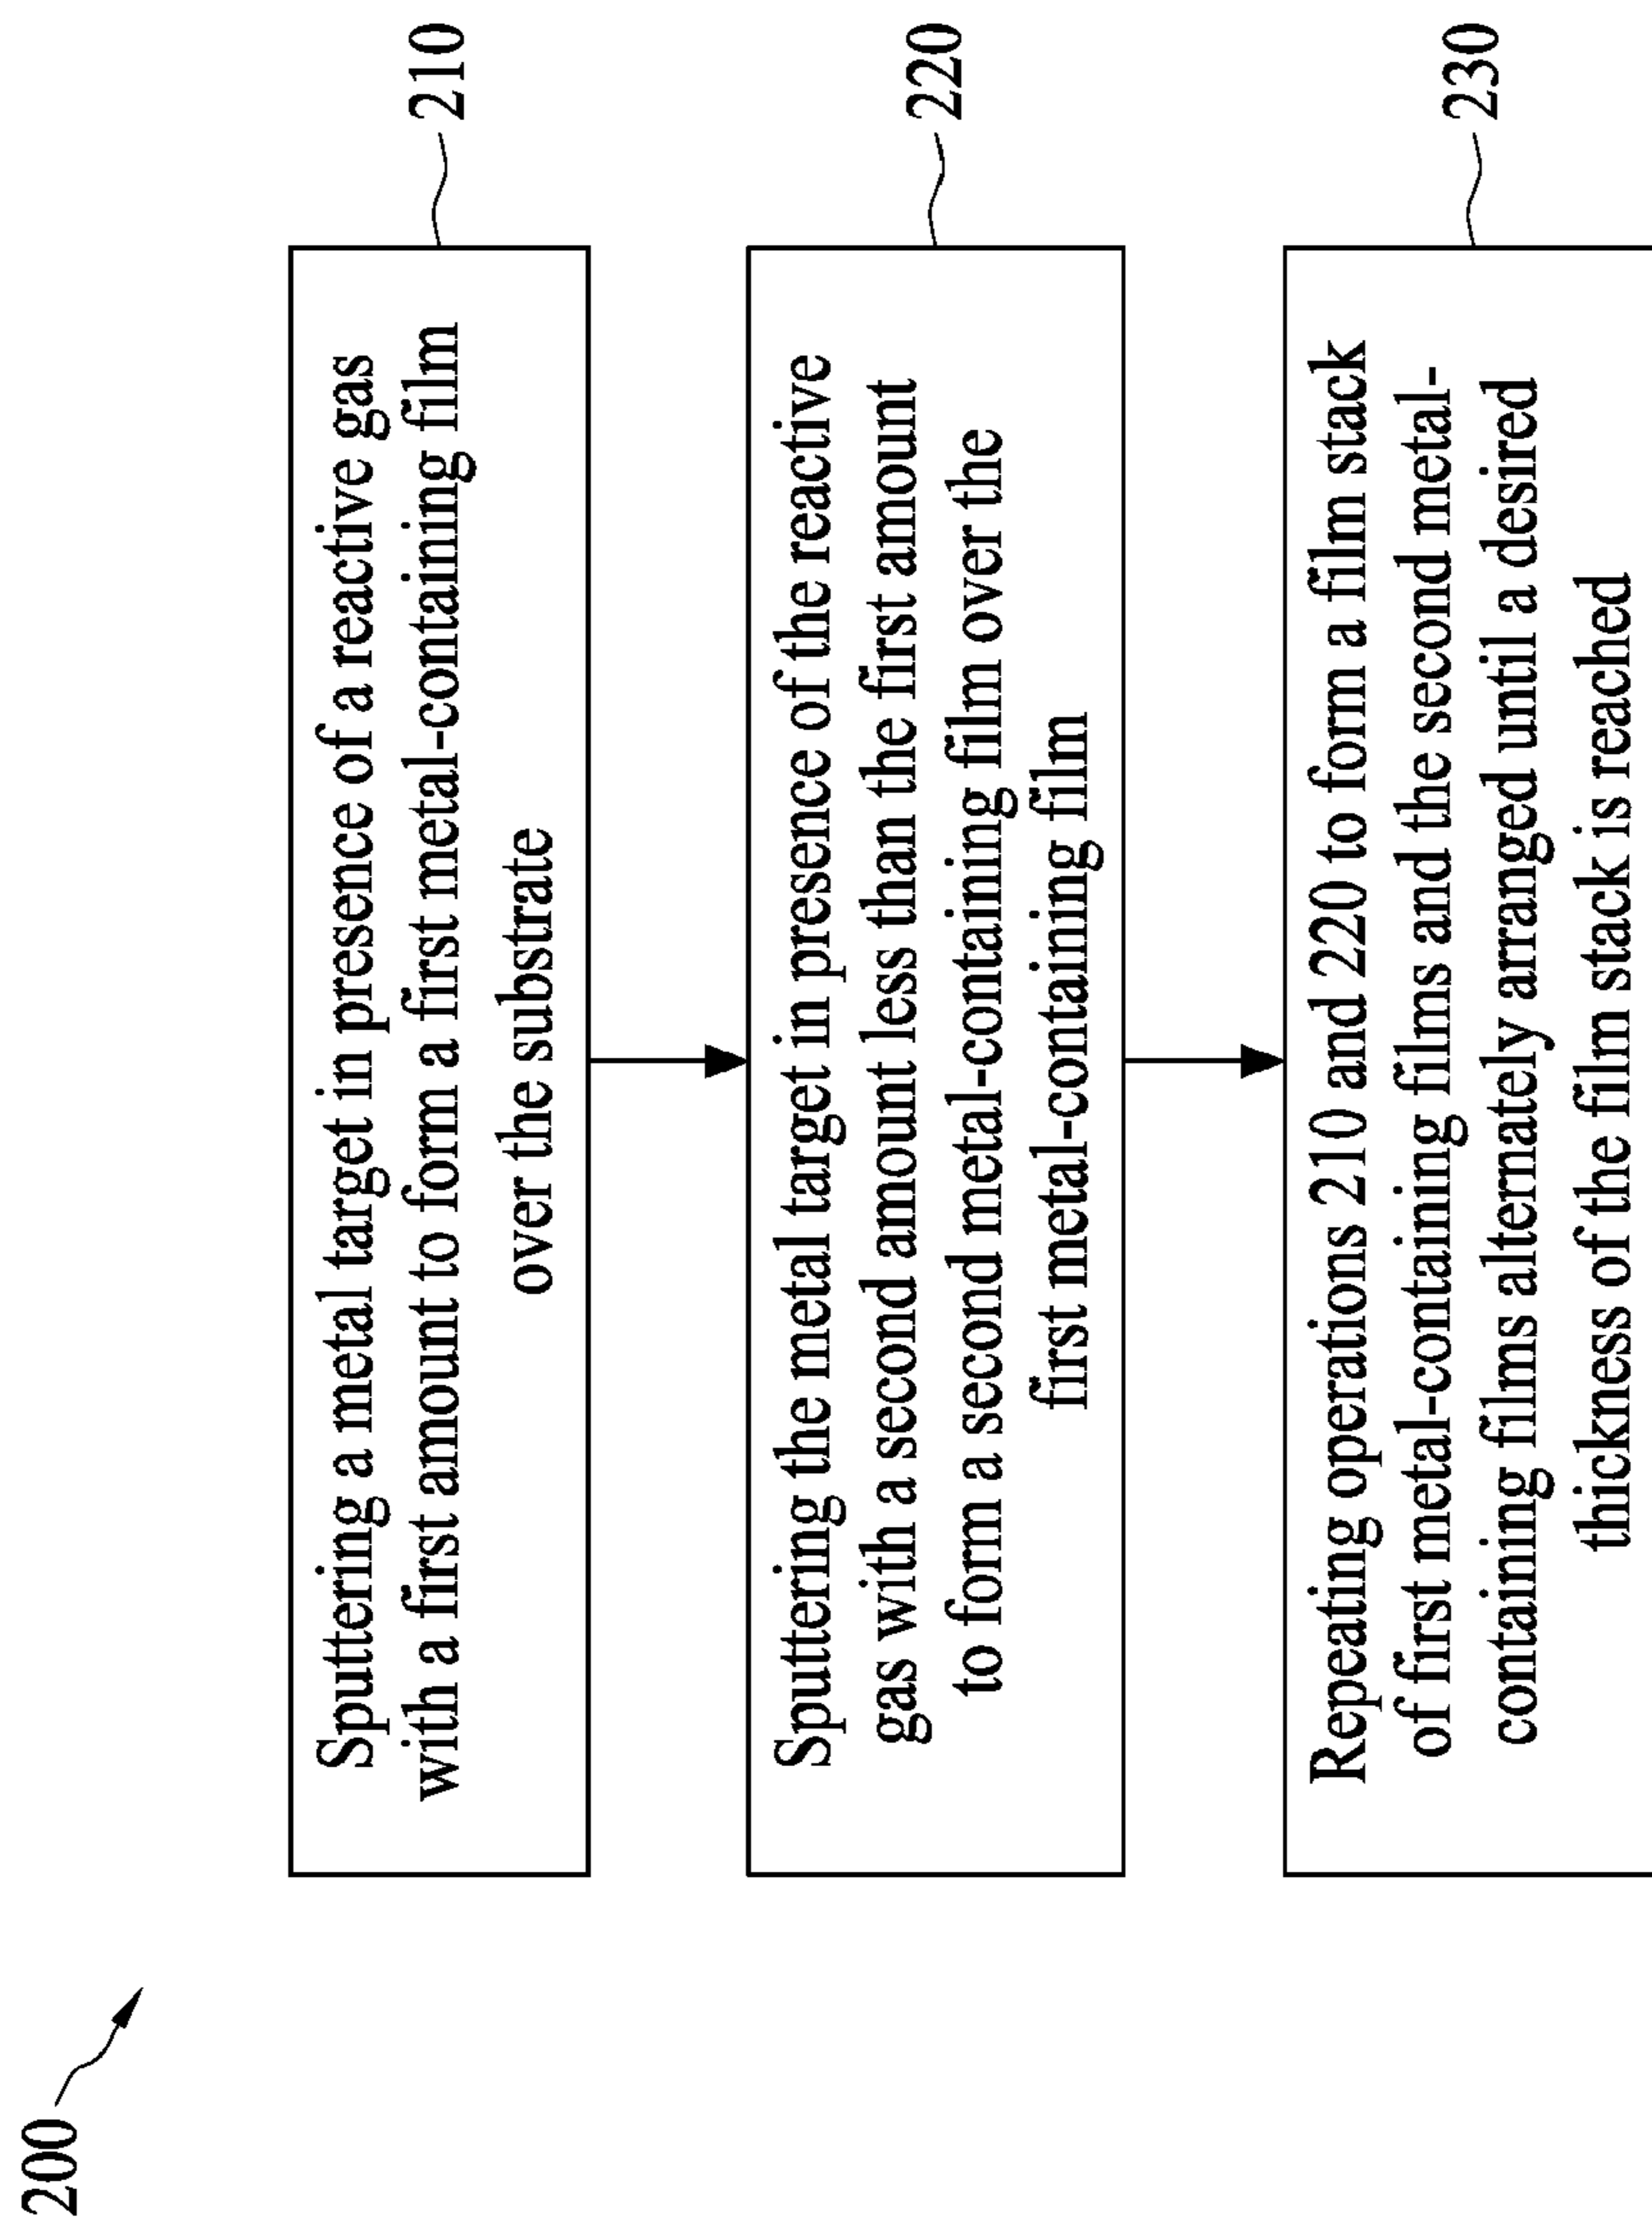 200
Sputtering a metal target in presence of a reactive gas
with a first amount to form a first metal-containing film
over the substrate
210
Sputtering the metal target in presence of the reactive
gas with a second amount less than the first amount
to form a second metal-containing film over the
first metal-containing film
220
Repeating operations 210 and 220 to form a film stack
of first metal-containing films and the second metal-
containing films alternately arranged until a desired
thickness of the film stack is reached
230